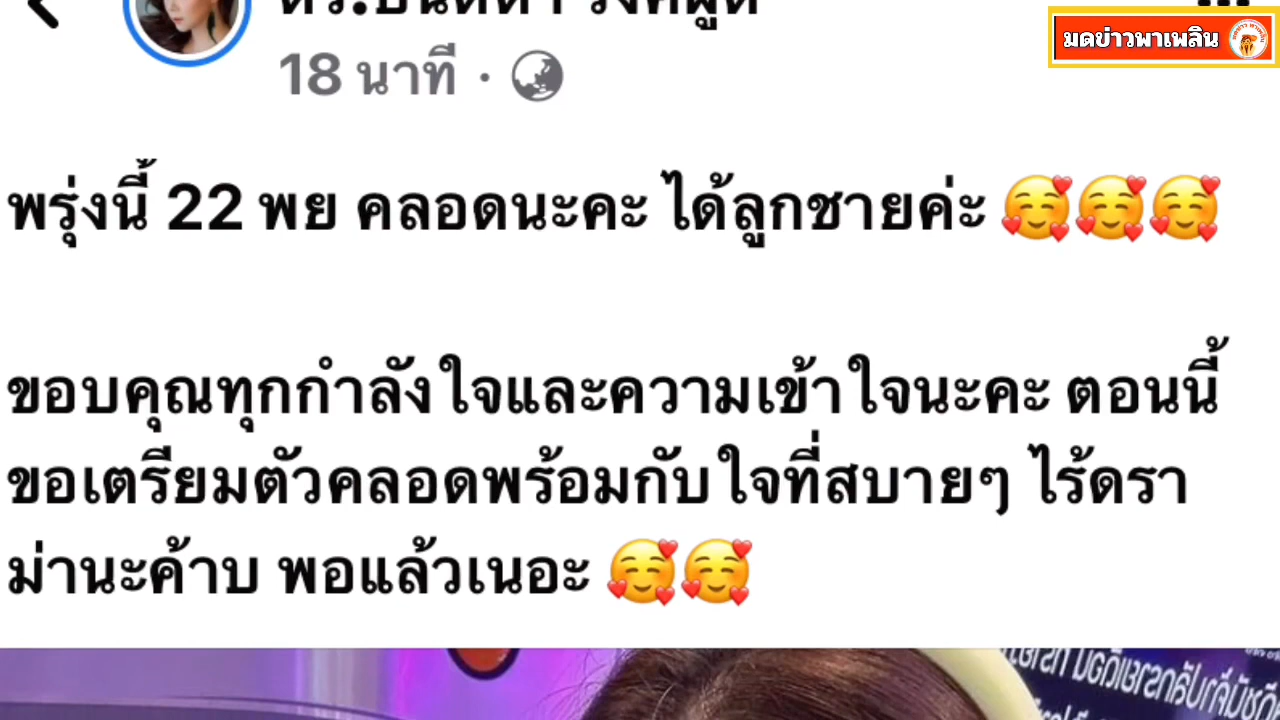 มดข่าวพาเพลิน
18 นาที ·
พรุ่งนี้ 22 พย คลอดนะคะ ได้ลูกชายค่ะ 🥰🥰🥰
ขอบคุณทุกกำลังใจและความเข้าใจนะคะ ตอนนี้
ขอเตรียมตัวคลอดพร้อมกับใจที่สบายๆ ไร้ดรา
ม่านะค้าบ พอแล้วเนอะ 🥰🥰